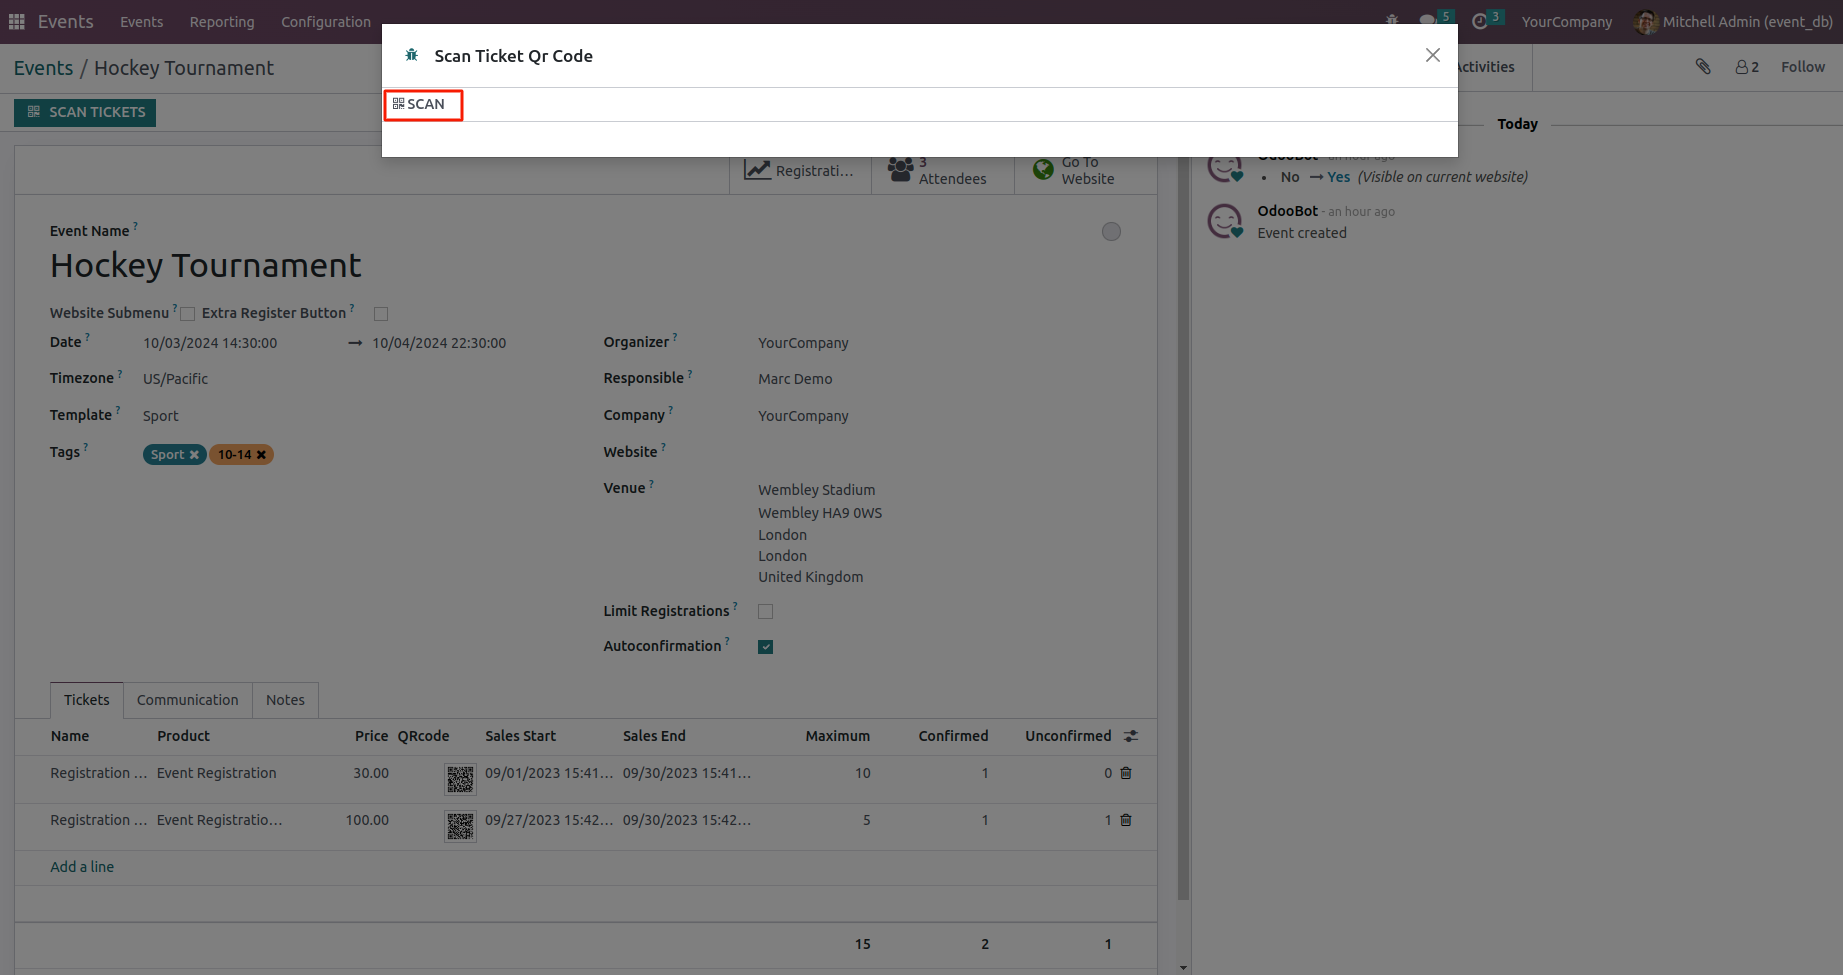 Events Events Reporting Configuration 5 3 YourCompany Mitchell Admin (event_db)
Scan Ticket Qr Code
Events / Hockey Tournament
Activities 2 Follow
SCAN
SCAN TICKETS
Today
Registrati... 3 Attendees Go To Website
OdooBot - an hour ago
• No → Yes (Visible on current website)
OdooBot - an hour ago
Event created
Event Name ?
Hockey Tournament
Website Submenu ? Extra Register Button ?
Date ? 10/03/2024 14:30:00 → 10/04/2024 22:30:00 Organizer ? YourCompany
Timezone ? US/Pacific Responsible ? Marc Demo
Template ? Sport Company ? YourCompany
Tags ? Sport ✖ 10-14 ✖ Website ?
Venue ? Wembley Stadium
Wembley HA9 0WS
London
London
United Kingdom
Limit Registrations ?
Autoconfirmation ?
Tickets Communication Notes
Name Product Price QRcode Sales Start Sales End Maximum Confirmed Unconfirmed
Registration ... Event Registration 30.00 09/01/2023 15:41... 09/30/2023 15:41... 10 1 0
Registration ... Event Registratio... 100.00 09/27/2023 15:42... 09/30/2023 15:42... 5 1 1
Add a line
15 2 1